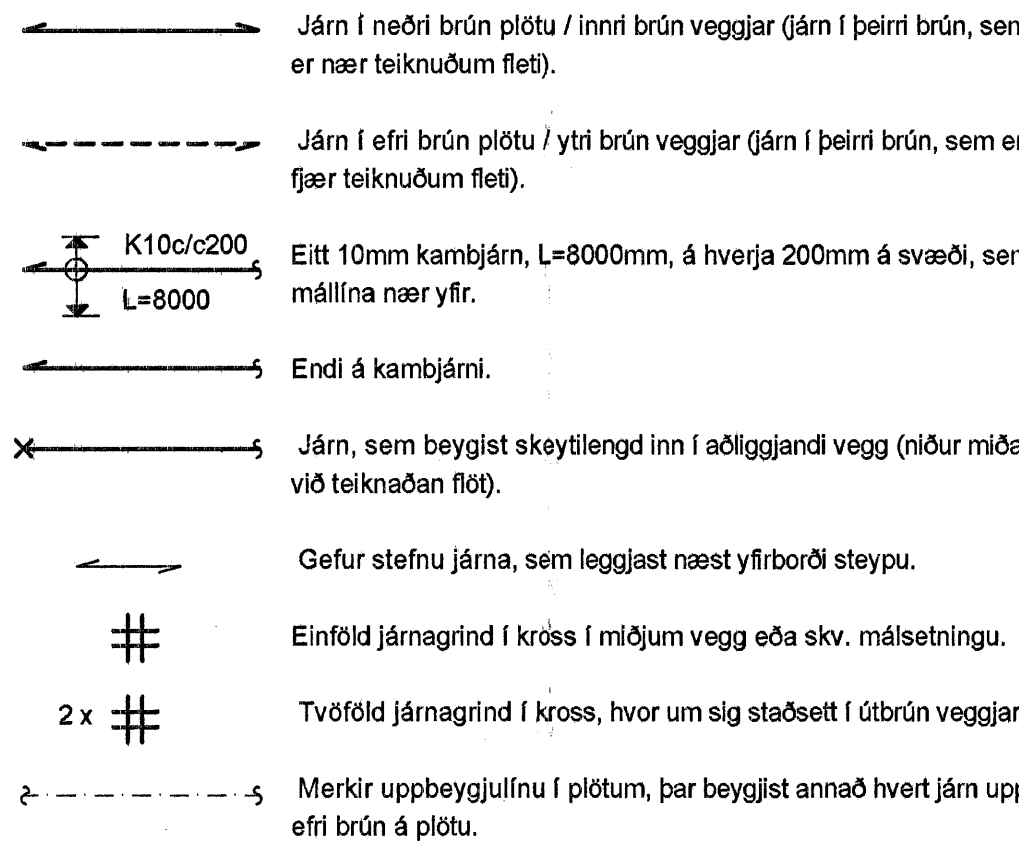 Járn í neðri brún plötu / innri brún veggjar (járn í þeirri brún,
er nær teiknuðum fleti).
Járn í efri brún plötu / ytri brún veggjar (járn í þeirri brún, sem er
fjær teiknuðum fleti).
K10c/c200
L=8000
Eitt 10mm kambjárn, L=8000mm, á hverja 200mm á svæði,
mállína nær yfir.
Endi á kambjárni.
Járn, sem beygist skeytilengd inn í aðliggjandi vegg (niður
við teiknaðan flöt).
Gefur stefnu járna, sem leggjast næst yfirborði steypu.
Einföld járnagrind í kross í miðjum vegg eða skv. málsetningu.
2 x
Tvöföld járnagrind í kross, hvor um sig staðsett í útbrún veggjar
Merkir uppbeygjulínu í plötum, þar beygjist annað hvert járn upp
efri brún á plötu.